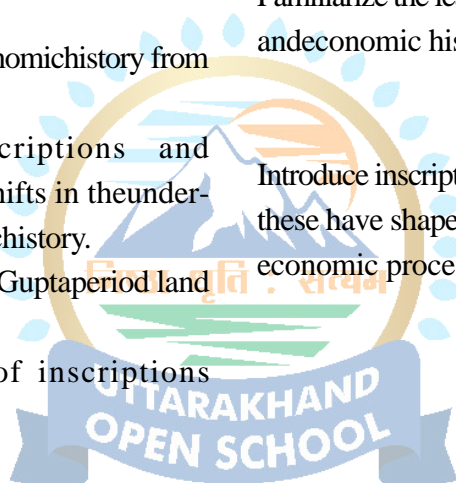 nomichistory from
criptions and
hifts in theunder-
chistory.
Guptaperiod land
of inscriptions
Familiarize the le
andeconomic his
Introduce inscript
these have shape
economic proce
UTTARAKHAND
OPEN SCHOOL